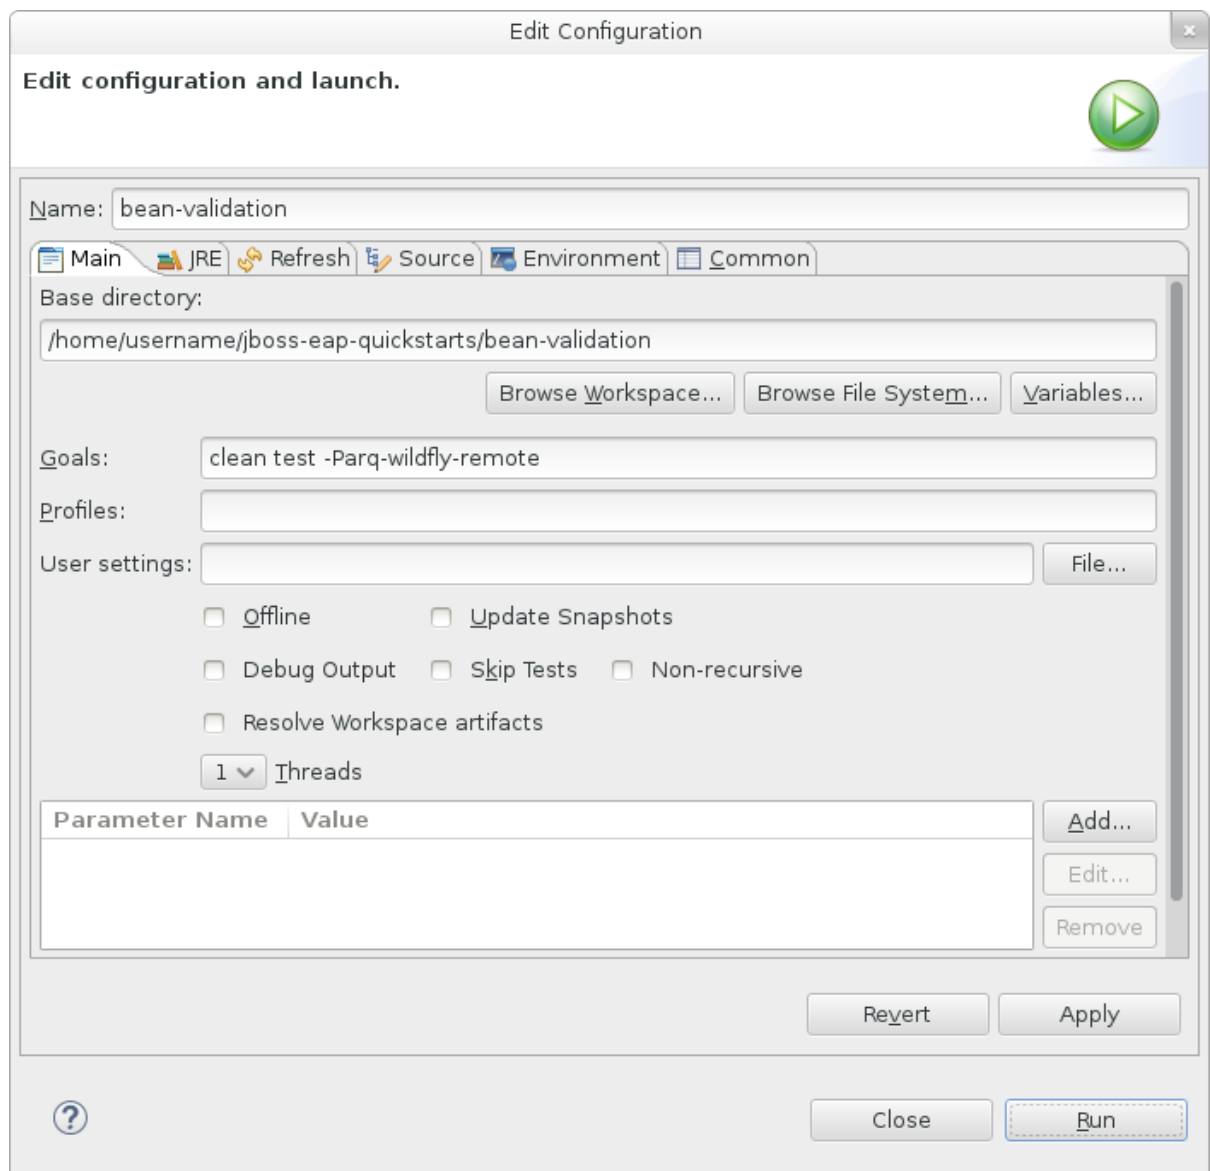 Edit Configuration
Edit configuration and launch.
Name: bean-validation
Main JRE Refresh Source Environment Common
Base directory:
/home/username/jboss-eap-quickstarts/bean-validation
Browse Workspace... Browse File System... Variables...
Goals: clean test -Parq-wildfly-remote
Profiles:
User settings: File...
Offline Update Snapshots
Debug Output Skip Tests Non-recursive
Resolve Workspace artifacts
1 Threads
Parameter Name Value Add...
Edit...
Remove
Revert Apply
? Close Run